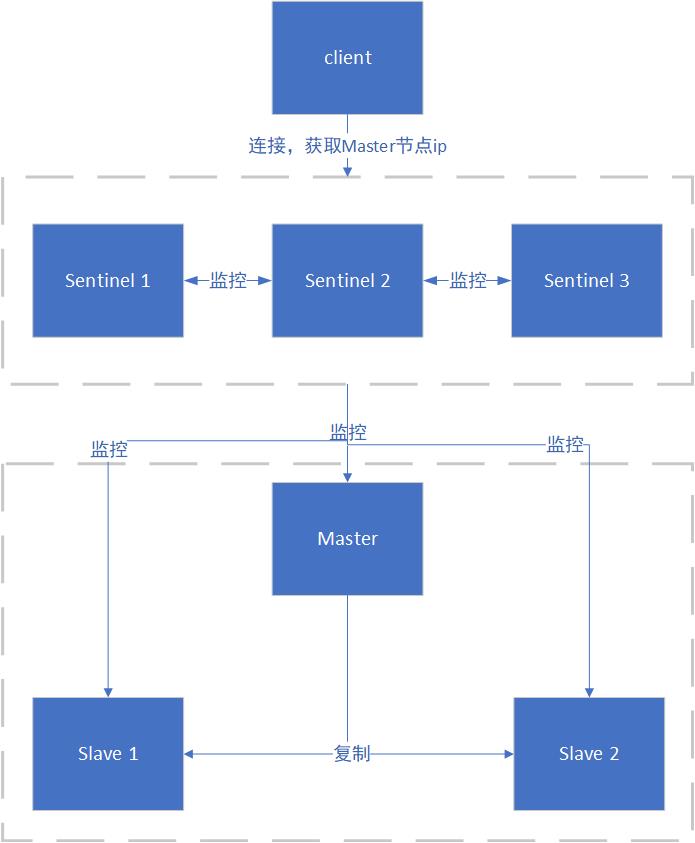 client
连接，获取Master节点ip
Sentinel 1
监控
Sentinel 2
监控
Sentinel 3
监控
监控
监控
Master
Slave 1
复制
Slave 2